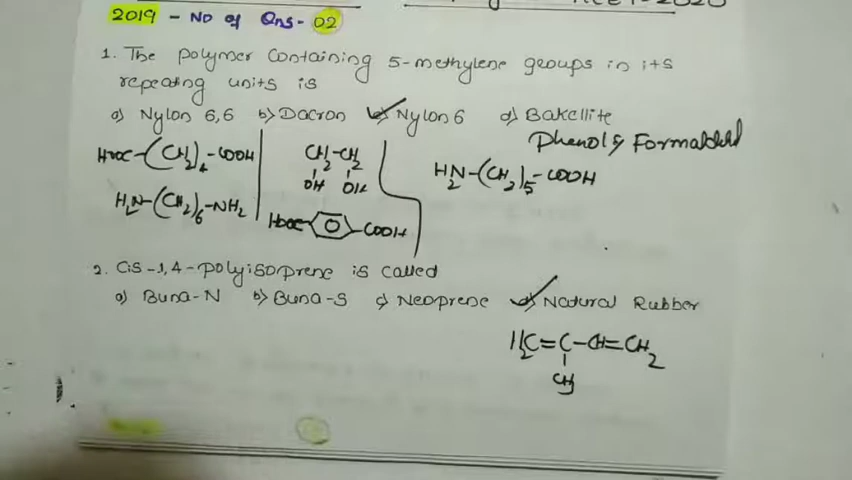 2019 - No of Qns - 02
1. The polymer containing 5-methylene groups in its
repeating units is
a) Nylon 6,6 b) Dacron c) Nylon 6 d) Bakelite
Phenol &
HOOC-(CH2)4-COOH
H2N-(CH2)6-NH2
CH2-CH2
OH OH
HOOC COOH
H2N-(CH2)5-COOH
2. Cis-1,4-polyisorprene is called
a) Buna-N b) Buna-S c) Neoprene d) Natural Rubber
H2C=C-CH=CH2
CH3